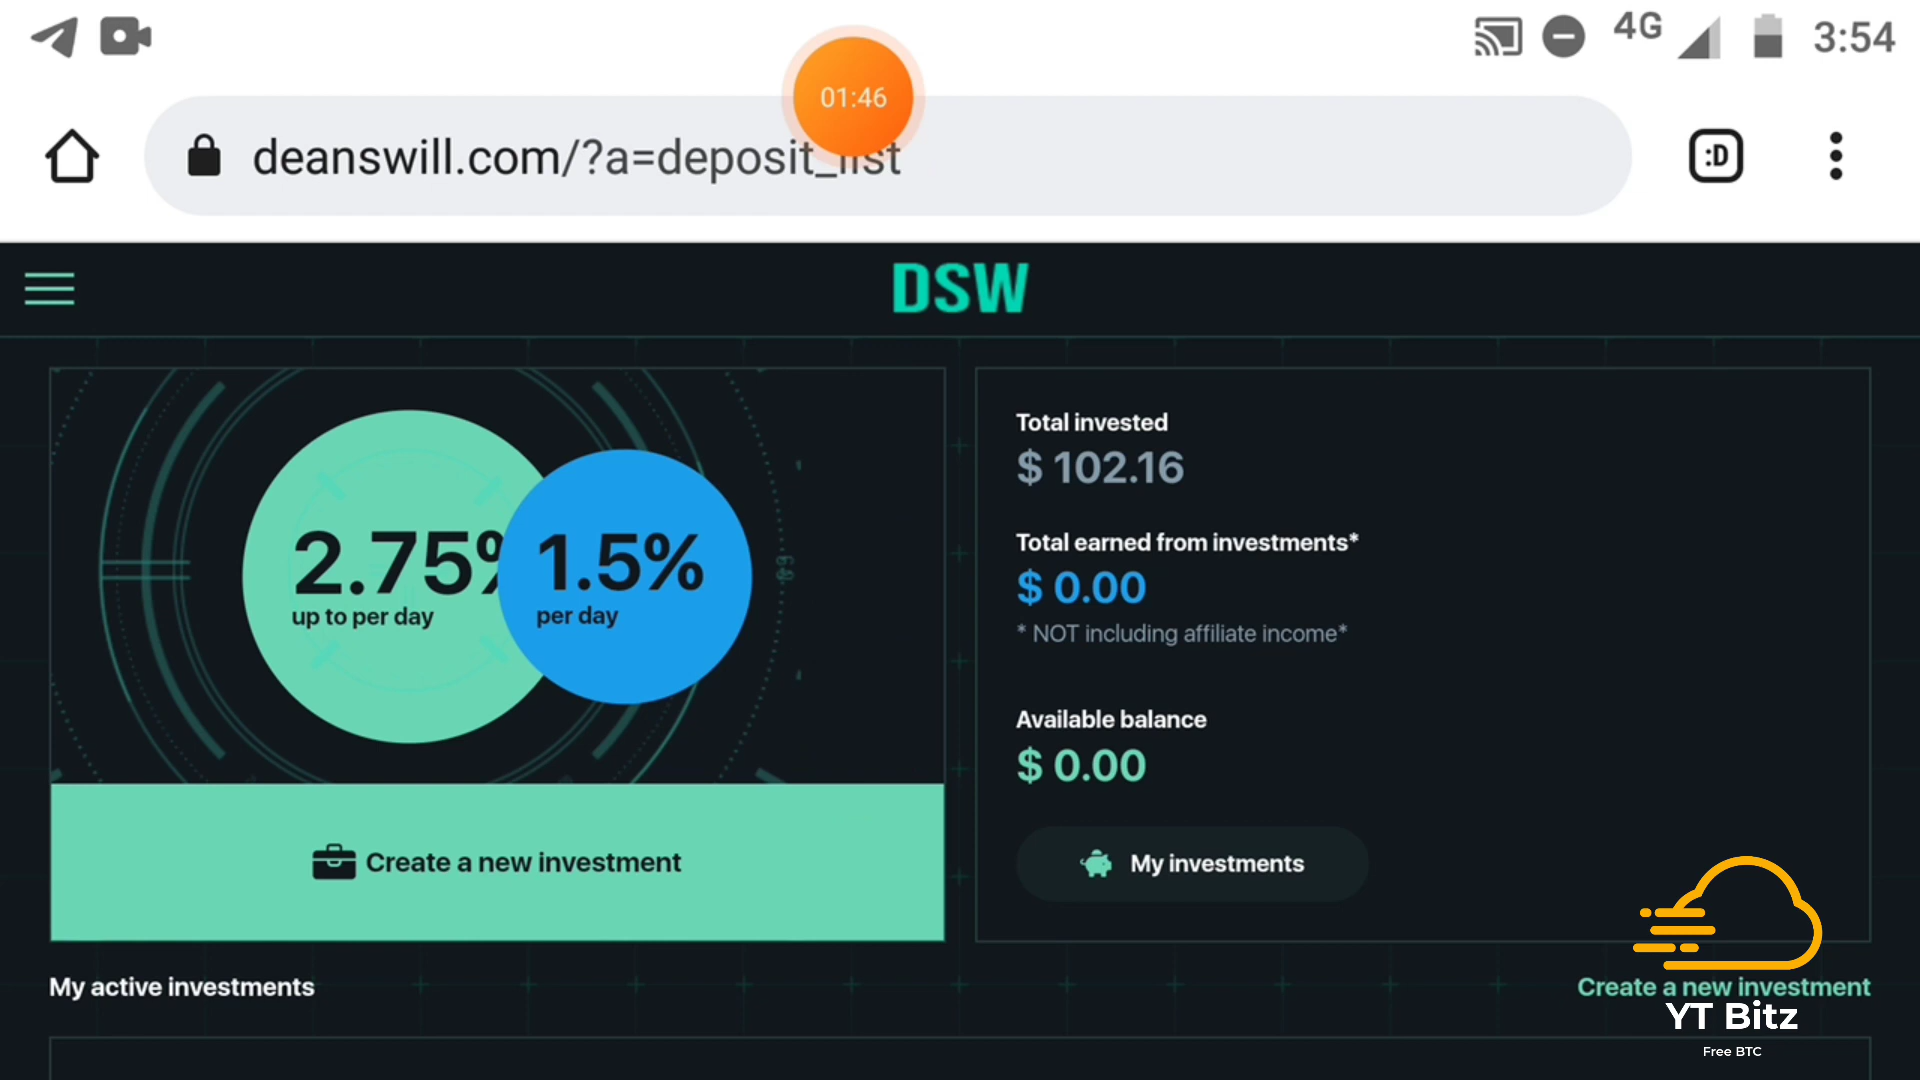 4G
3:54
01:46
deanswill.com/?a=deposit_list
:D
DSW
2.75%
up to per day
1.5%
per day
Total invested
$ 102.16
Total earned from investments*
$ 0.00
* NOT including affiliate income*
Available balance
$ 0.00
Create a new investment
My investments
My active investments
Create a new investment
YT Bitz
Free BTC